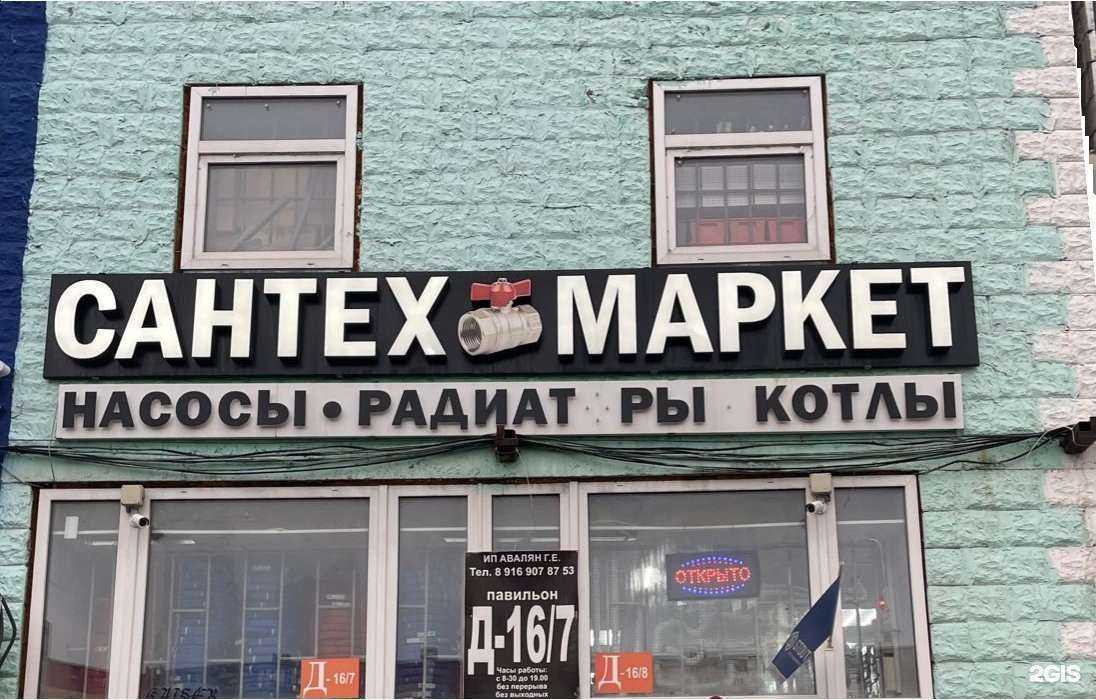 САНТЕХ МАРКЕТ
НАСОСЫ • РАДИАТ РЫ КОТЛЫ
ИП АВАЛЯН Г.Е.
Тел. 8 916 907 87 53
павильон
Д-16/7
Часы работы:
с 8-30 до 19.00
без перерыва
без выходных
ОТКРЫТО
Д-16/7
Д-16/8
2GIS